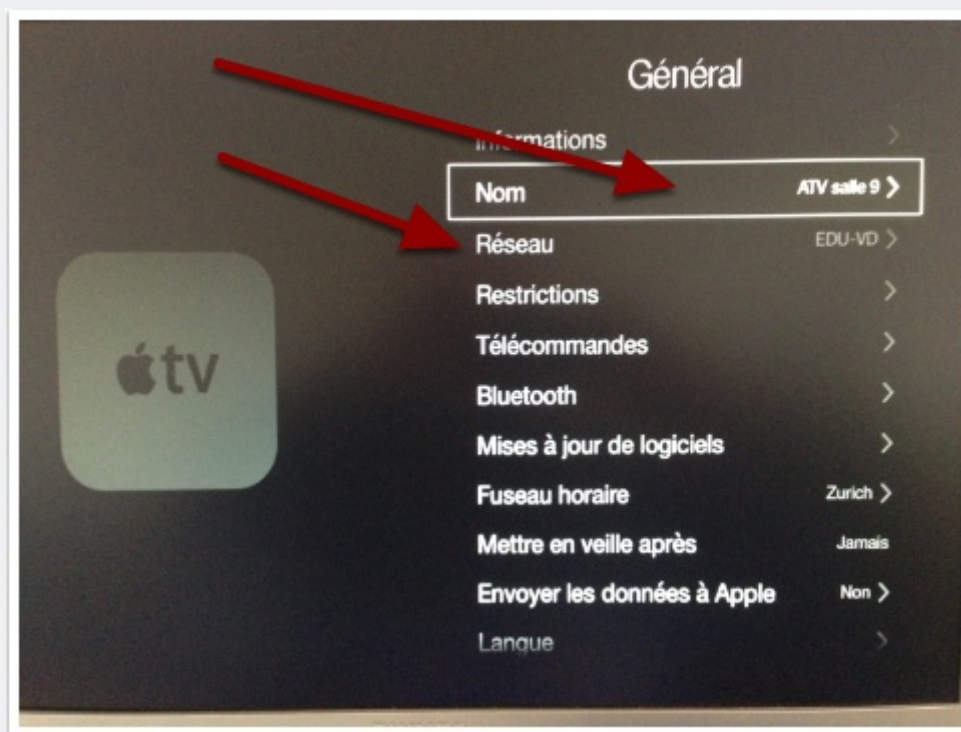 Général
Informations
Nom ATV salle 9
Réseau EDU-VD
Restrictions
Télécommandes
Bluetooth
Mises à jour de logiciels
Fuseau horaire Zurich
Mettre en veille après Jamais
Envoyer les données à Apple Non
Langue
tv